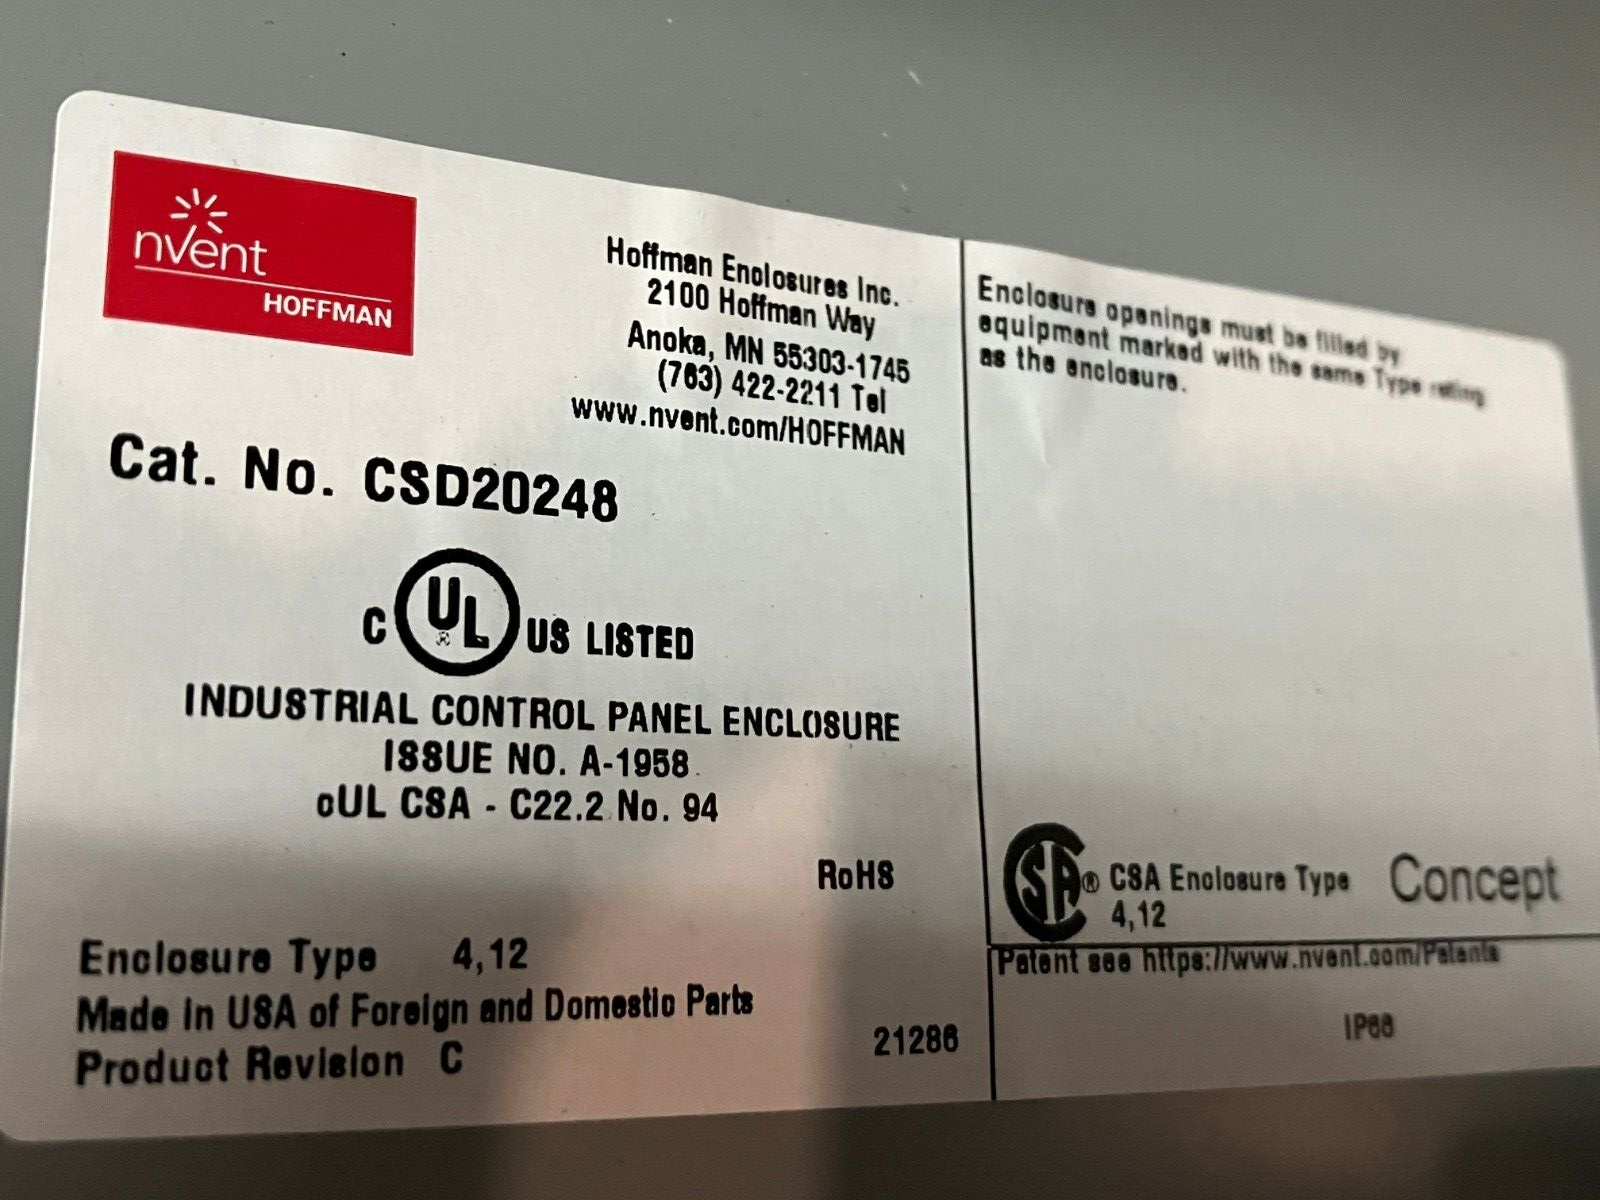 nVent
HOFFMAN
Hoffman Enclosures Inc.
2100 Hoffman Way
Anoka, MN 55303-1745
(763) 422-2211 Tel
www.nvent.com/HOFFMAN
Cat. No. CSD20248
C UL® US LISTED
INDUSTRIAL CONTROL PANEL ENCLOSURE
ISSUE NO. A-1958
cUL CSA - C22.2 No. 94
RoHS
Enclosure Type 4,12
Made in USA of Foreign and Domestic Parts
Product Revision C
21286
Enclosure openings must be filled by
equipment marked with the same Type rating
as the enclosure.
CSA® CSA Enclosure Type Concept
4,12
Patent see https://www.nvent.com/Patents
IP66